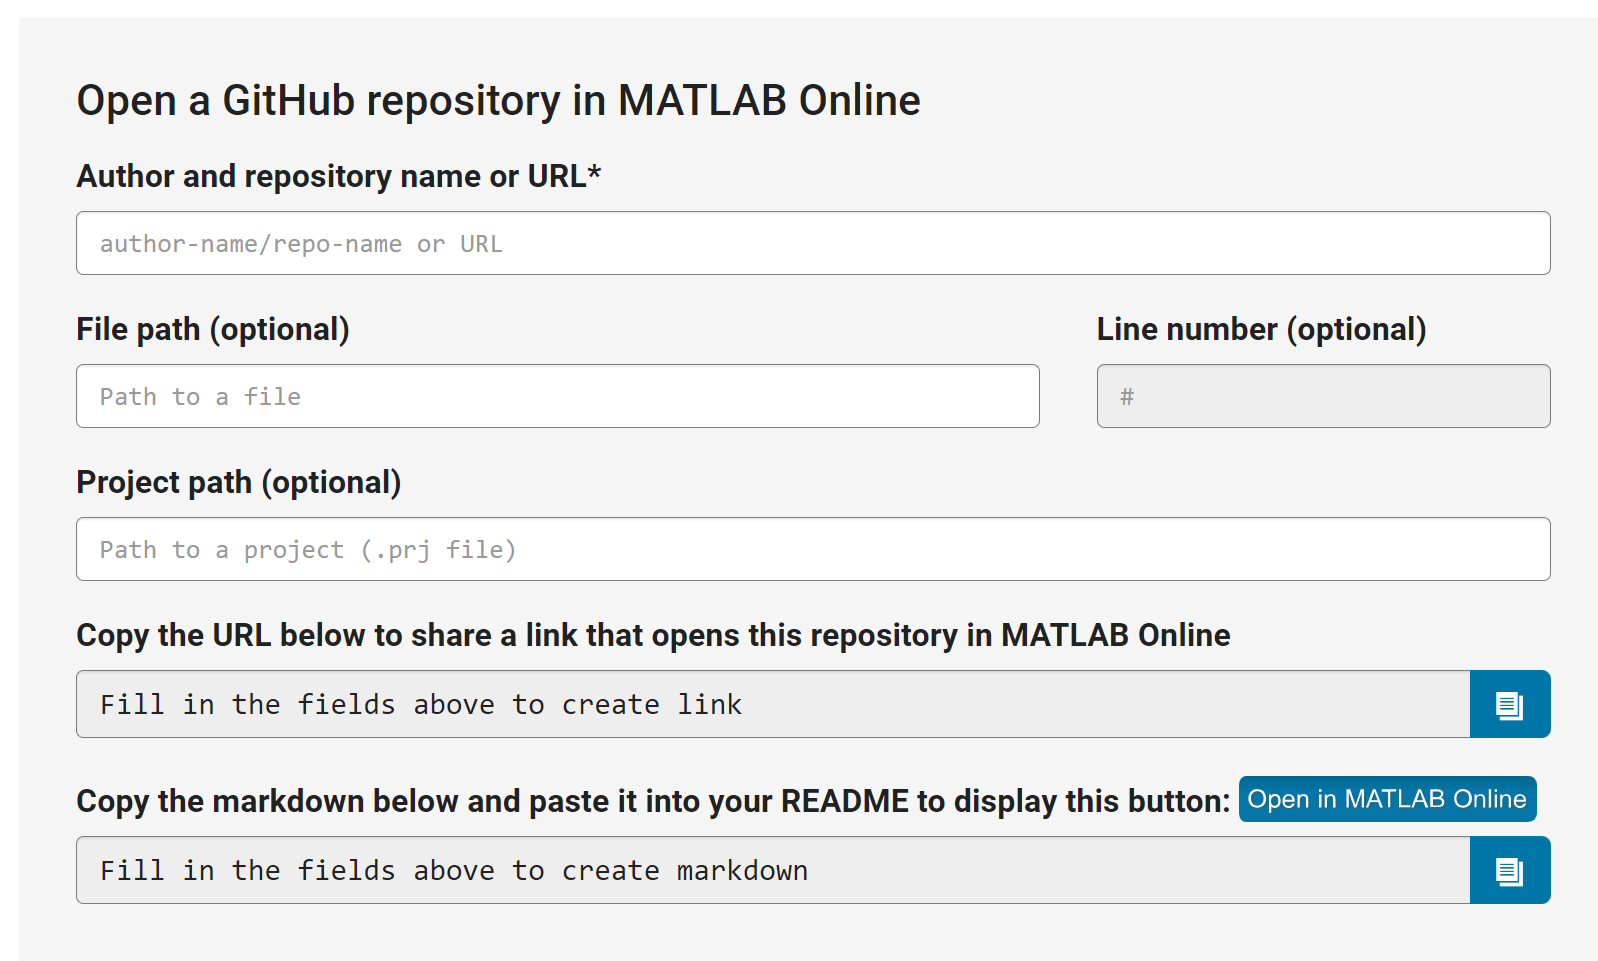 Open a GitHub repository in MATLAB Online
Author and repository name or URL*
author-name/repo-name or URL
File path (optional)
Line number (optional)
Path to a file
#
Project path (optional)
Path to a project (.prj file)
Copy the URL below to share a link that opens this repository in MATLAB Online
Fill in the fields above to create link
Copy the markdown below and paste it into your README to display this button: Open in MATLAB Online
Fill in the fields above to create markdown